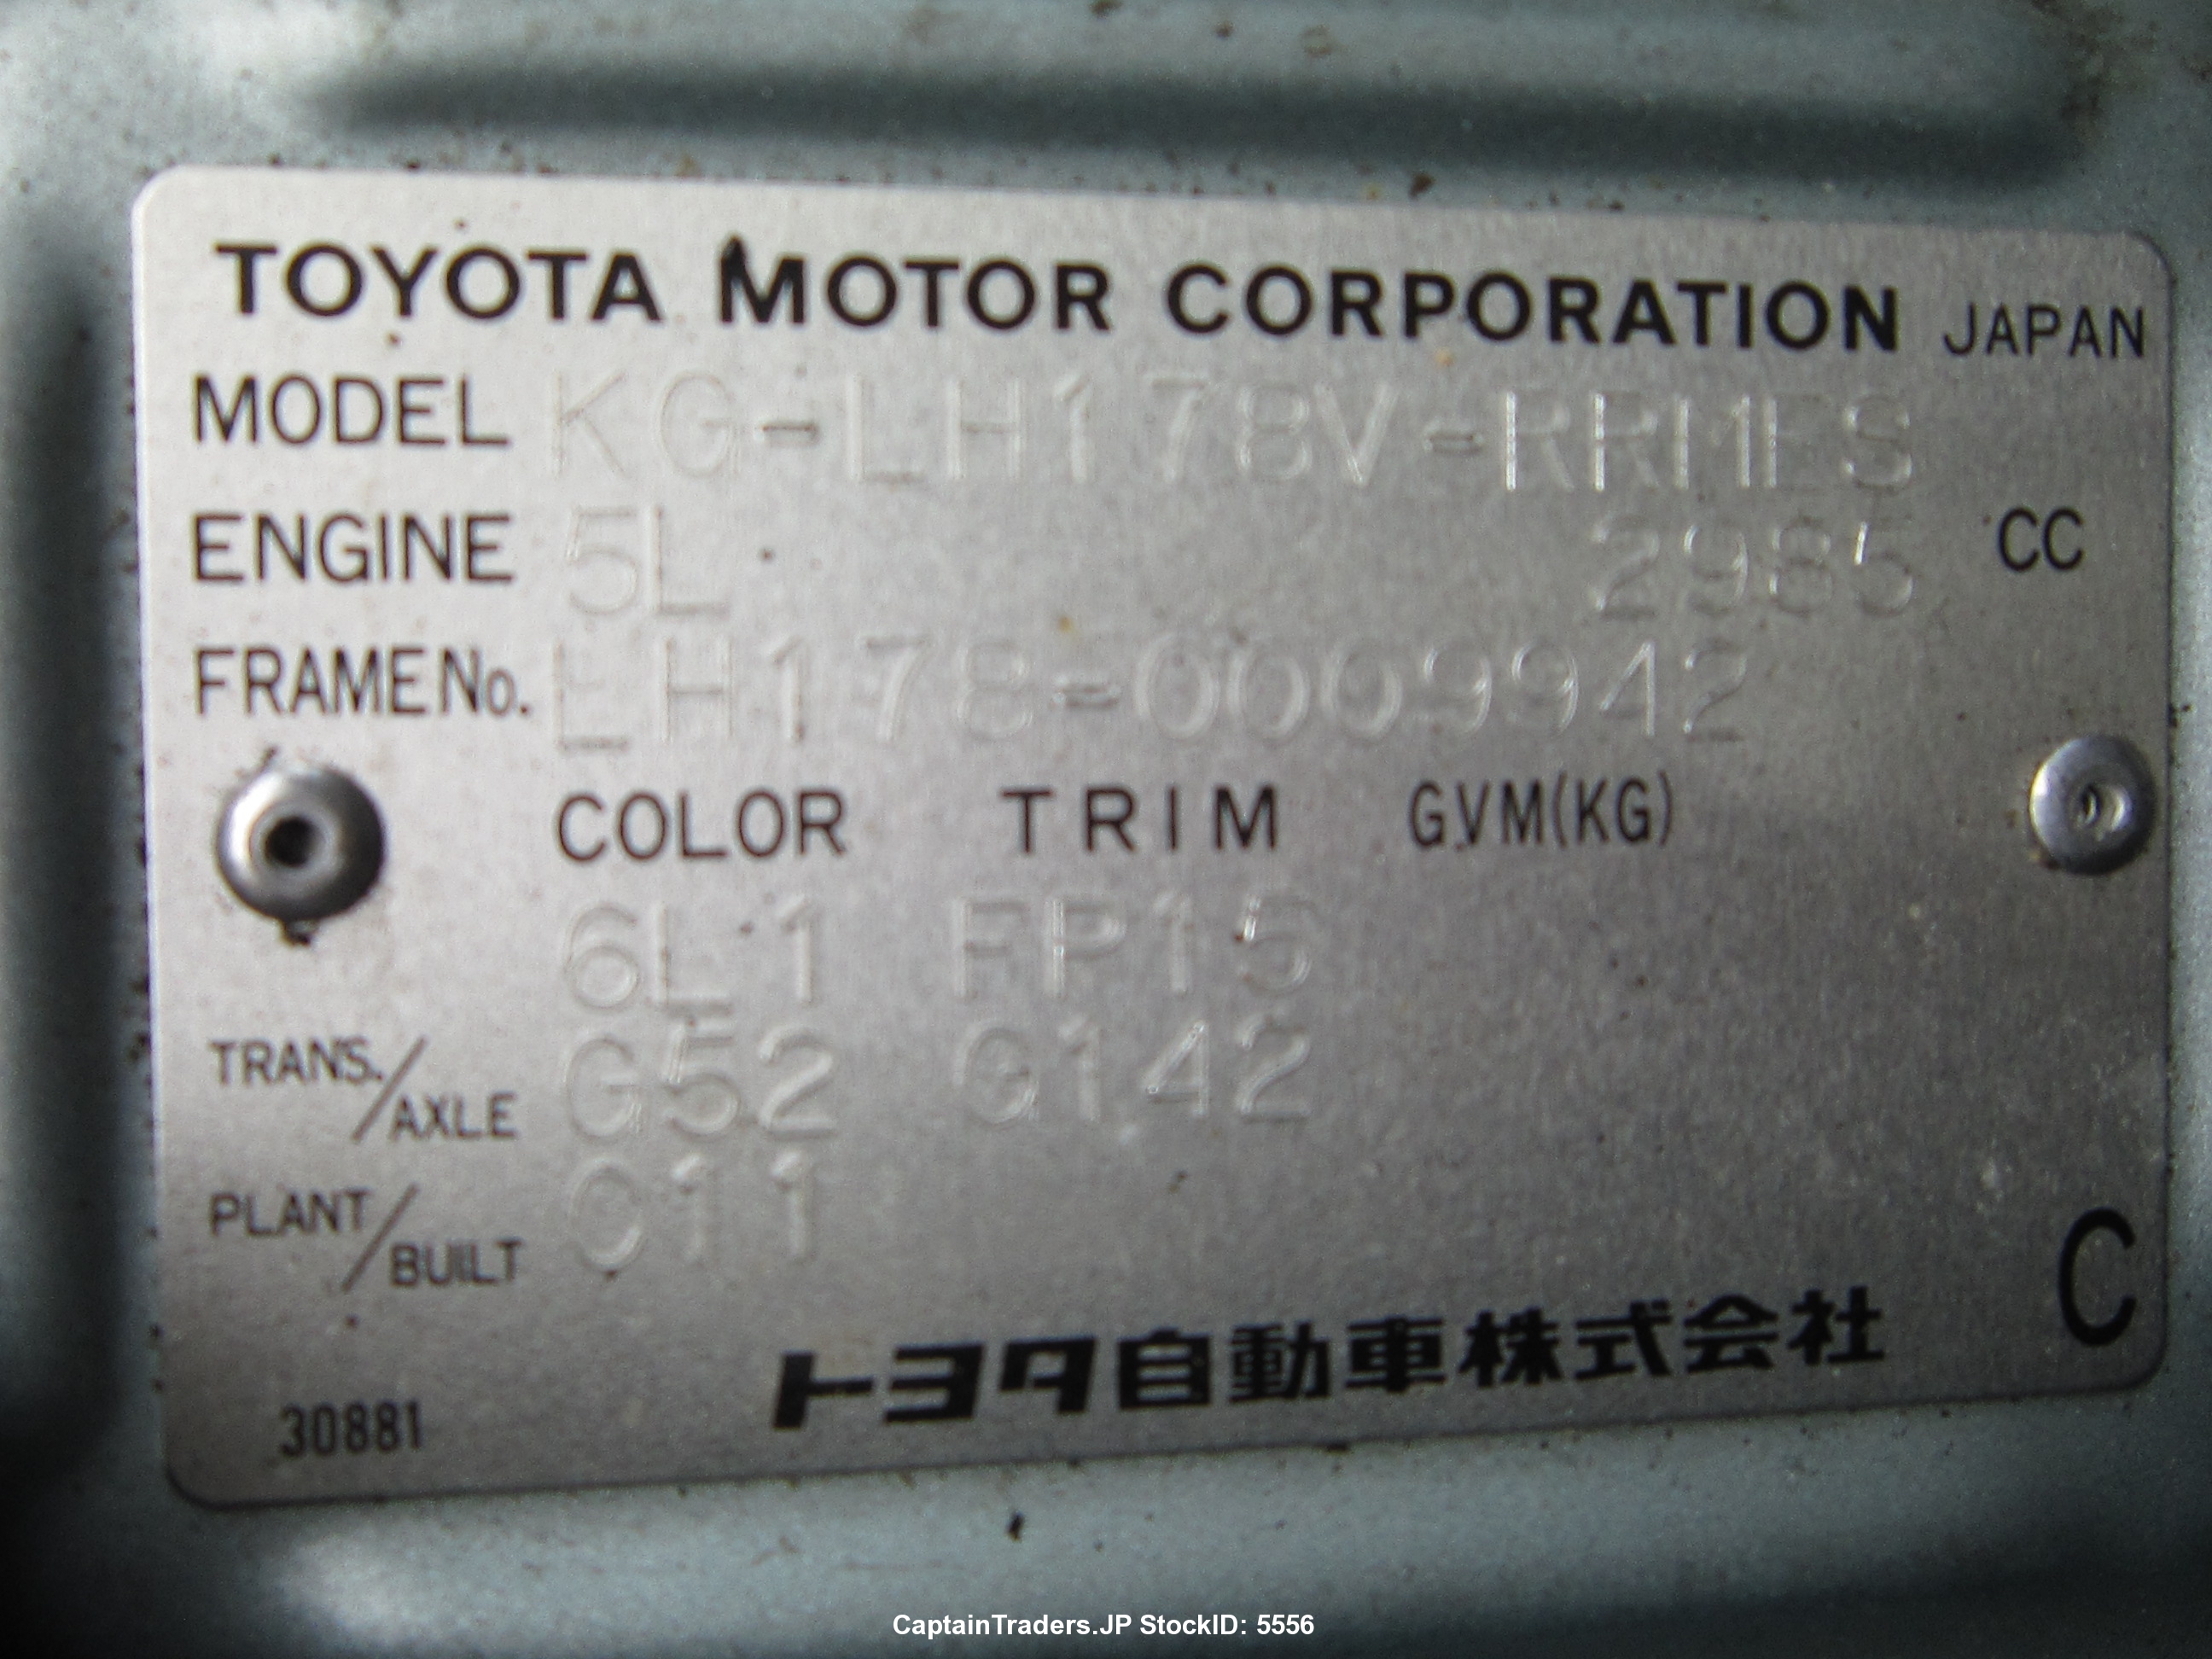 TOYOTA MOTOR CORPORATION JAPAN
MODEL KG-LH178V-RRMES
ENGINE 5L 2985 CC
FRAME No. LH178-0009942
COLOR TRIM GVM(KG)
6L1 FP15
TRANS./AXLE G52 G142
PLANT/BUILT C11
C
トヨタ自動車株式会社
30881
CaptainTraders.JP StockID: 5556